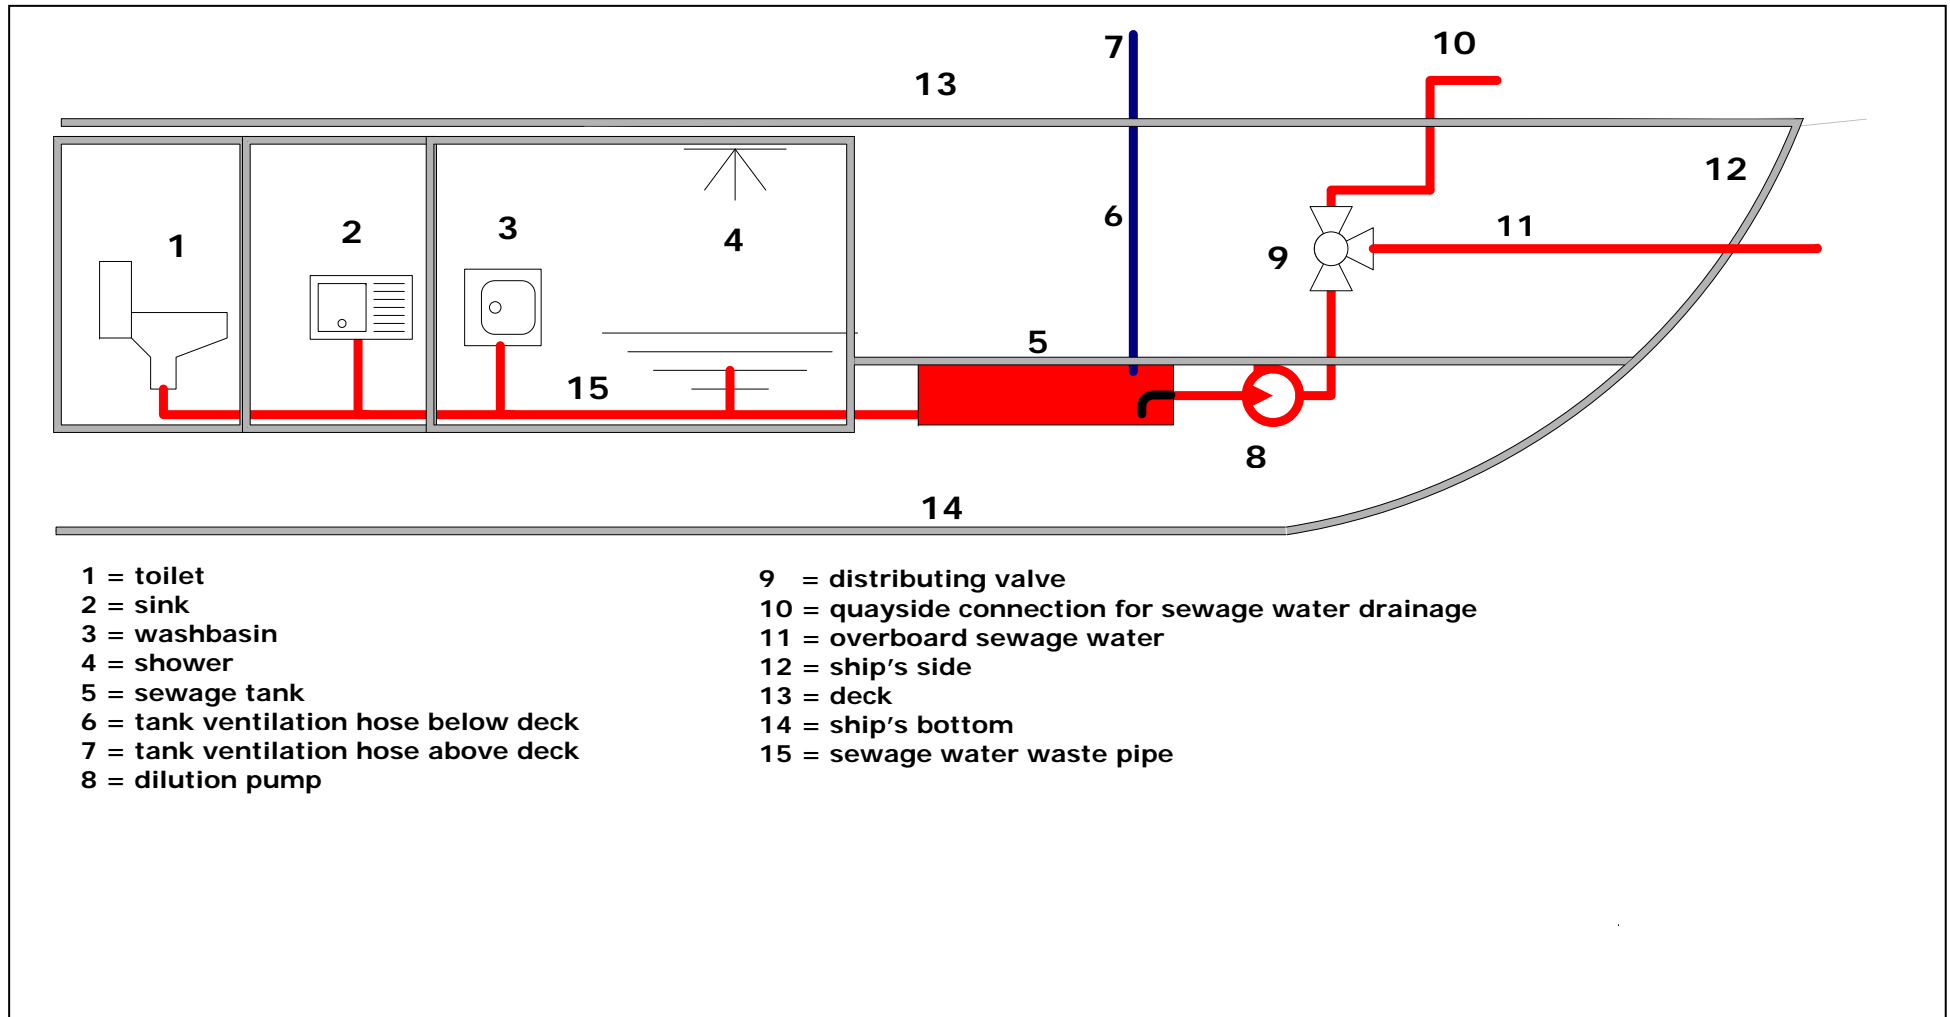 7
10
13
12
6
11
1
2
3
4
9
5
15
8
14
1 = toilet
2 = sink
3 = washbasin
4 = shower
5 = sewage tank
6 = tank ventilation hose below deck
7 = tank ventilation hose above deck
8 = dilution pump
9 = distributing valve
10 = quayside connection for sewage water drainage
11 = overboard sewage water
12 = ship's side
13 = deck
14 = ship's bottom
15 = sewage water waste pipe